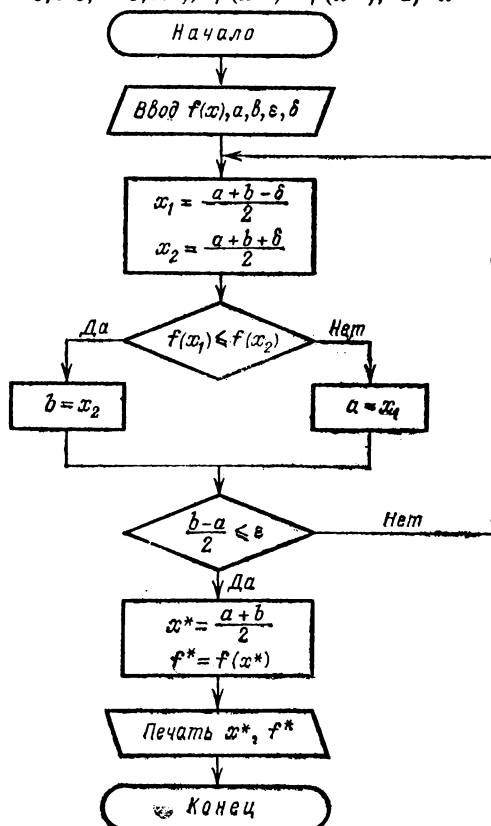 Начало
Ввод f(x), a, b, ε, δ
x₁ = (a + b − δ)/2
x₂ = (a + b + δ)/2
f(x₁) ⩽ f(x₂)
Да
Нет
b = x₂
a = x₁
(b − a)/2 ⩽ ε
Нет
Да
x* = (a + b)/2
f* = f(x*)
Печать x*, f*
Конец